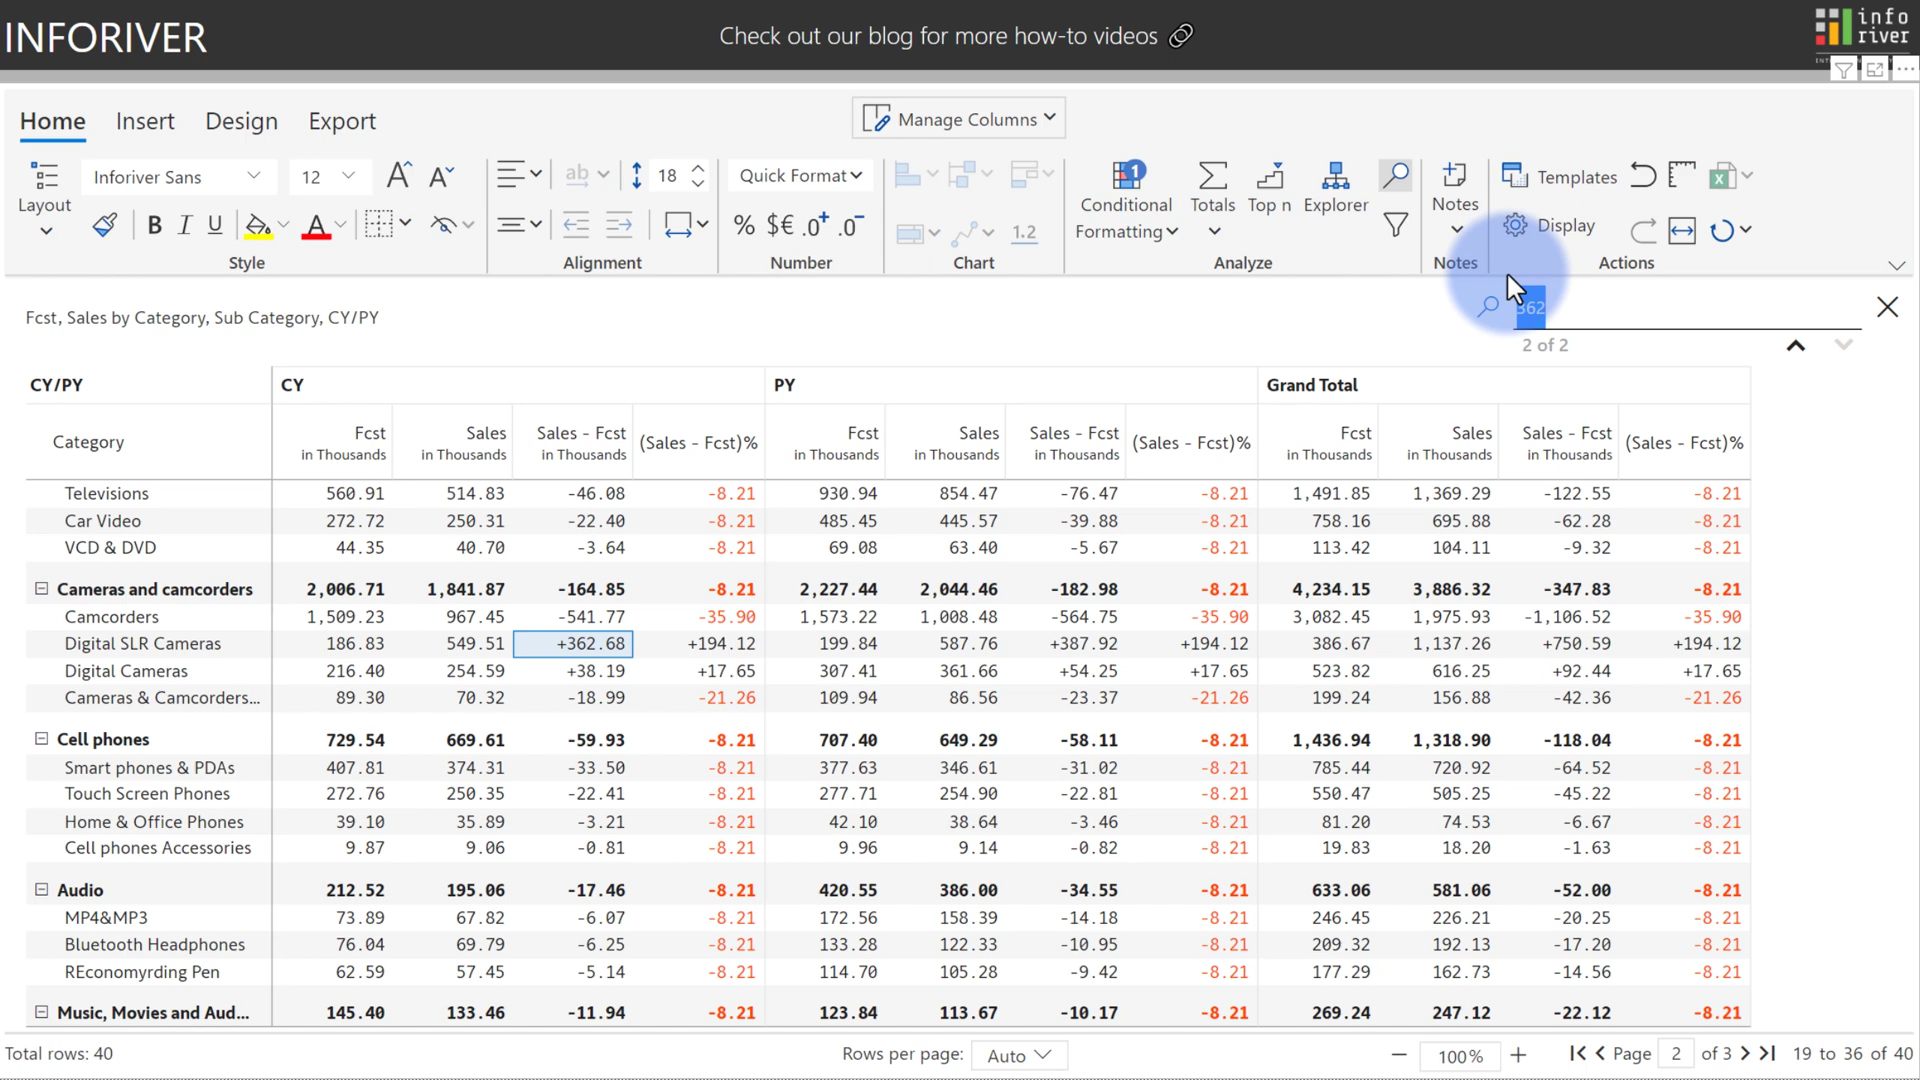 INFORIVER
Check out our blog for more how-to videos
info
river
Home Insert Design Export
Manage Columns
Layout
Inforiver Sans 12
18
Quick Format
Conditional Formatting
Totals
Top n
Explorer
Notes
Templates
Display
B I U A
% $€ .0 .0
1.2
Style Alignment Number Chart Analyze Notes Actions
Fcst, Sales by Category, Sub Category, CY/PY
362
2 of 2
CY/PY CY PY Grand Total
Category Fcst in Thousands Sales in Thousands Sales - Fcst in Thousands (Sales - Fcst)% Fcst in Thousands Sales in Thousands Sales - Fcst in Thousands (Sales - Fcst)% Fcst in Thousands Sales in Thousands Sales - Fcst in Thousands (Sales - Fcst)%
Televisions 560.91 514.83 -46.08 -8.21 930.94 854.47 -76.47 -8.21 1,491.85 1,369.29 -122.55 -8.21
Car Video 272.72 250.31 -22.40 -8.21 485.45 445.57 -39.88 -8.21 758.16 695.88 -62.28 -8.21
VCD & DVD 44.35 40.70 -3.64 -8.21 69.08 63.40 -5.67 -8.21 113.42 104.11 -9.32 -8.21
Cameras and camcorders 2,006.71 1,841.87 -164.85 -8.21 2,227.44 2,044.46 -182.98 -8.21 4,234.15 3,886.32 -347.83 -8.21
Camcorders 1,509.23 967.45 -541.77 -35.90 1,573.22 1,008.48 -564.75 -35.90 3,082.45 1,975.93 -1,106.52 -35.90
Digital SLR Cameras 186.83 549.51 +362.68 +194.12 199.84 587.76 +387.92 +194.12 386.67 1,137.26 +750.59 +194.12
Digital Cameras 216.40 254.59 +38.19 +17.65 307.41 361.66 +54.25 +17.65 523.82 616.25 +92.44 +17.65
Cameras & Camcorders... 89.30 70.32 -18.99 -21.26 109.94 86.56 -23.37 -21.26 199.24 156.88 -42.36 -21.26
Cell phones 729.54 669.61 -59.93 -8.21 707.40 649.29 -58.11 -8.21 1,436.94 1,318.90 -118.04 -8.21
Smart phones & PDAs 407.81 374.31 -33.50 -8.21 377.63 346.61 -31.02 -8.21 785.44 720.92 -64.52 -8.21
Touch Screen Phones 272.76 250.35 -22.41 -8.21 277.71 254.90 -22.81 -8.21 550.47 505.25 -45.22 -8.21
Home & Office Phones 39.10 35.89 -3.21 -8.21 42.10 38.64 -3.46 -8.21 81.20 74.53 -6.67 -8.21
Cell phones Accessories 9.87 9.06 -0.81 -8.21 9.96 9.14 -0.82 -8.21 19.83 18.20 -1.63 -8.21
Audio 212.52 195.06 -17.46 -8.21 420.55 386.00 -34.55 -8.21 633.06 581.06 -52.00 -8.21
MP4&MP3 73.89 67.82 -6.07 -8.21 172.56 158.39 -14.18 -8.21 246.45 226.21 -20.25 -8.21
Bluetooth Headphones 76.04 69.79 -6.25 -8.21 133.28 122.33 -10.95 -8.21 209.32 192.13 -17.20 -8.21
REconomyrding Pen 62.59 57.45 -5.14 -8.21 114.70 105.28 -9.42 -8.21 177.29 162.73 -14.56 -8.21
Music, Movies and Aud... 145.40 133.46 -11.94 -8.21 123.84 113.67 -10.17 -8.21 269.24 247.12 -22.12 -8.21
Total rows: 40 Rows per page: Auto 100% Page 2 of 3 19 to 36 of 40